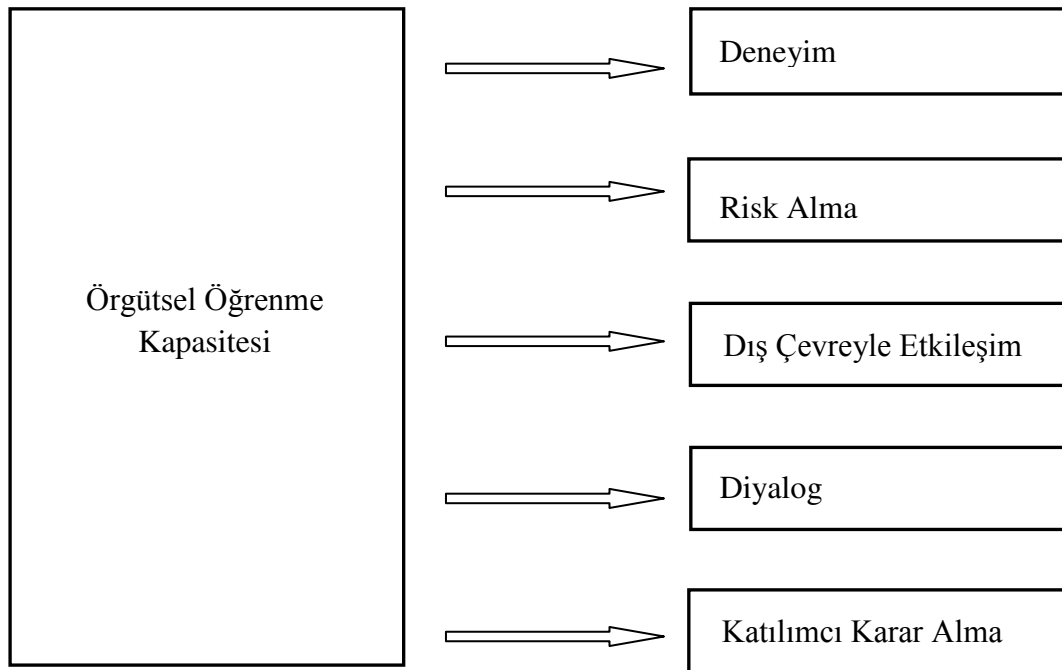 Örgütsel Öğrenme
Kapasitesi
Deneyim
Risk Alma
Dış Çevreyle Etkileşim
Diyalog
Katılımcı Karar Alma